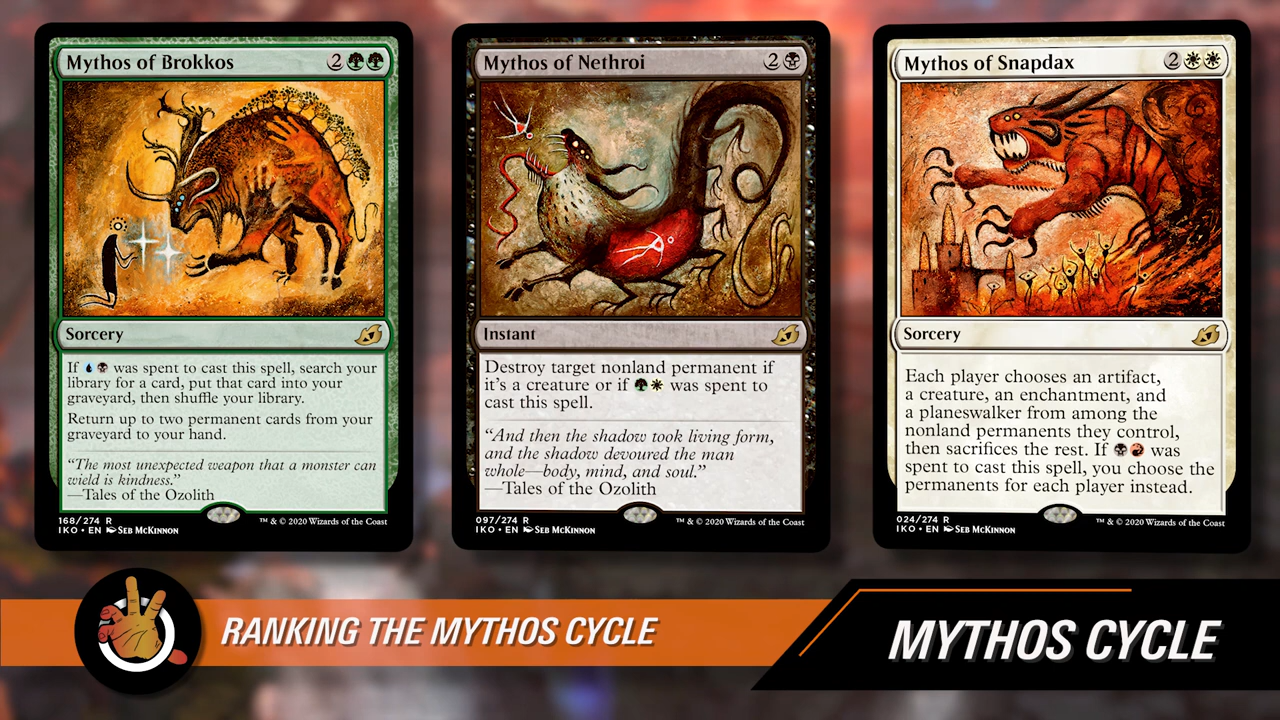 Mythos of Brokkos
2
Sorcery
If was spent to cast this spell, search your
library for a card, put that card into your
graveyard, then shuffle your library.
Return up to two permanent cards from your
graveyard to your hand.
"The most unexpected weapon that a monster can
wield is kindness."
—Tales of the Ozolith
168/274 R
IKO • EN Seb McKinnon
™ & © 2020 Wizards of the Coast
Mythos of Nethroi
2
Instant
Destroy target nonland permanent if
it's a creature or if was spent to
cast this spell.
"And then the shadow took living form,
and the shadow devoured the man
whole—body, mind, and soul."
—Tales of the Ozolith
097/274 R
IKO • EN Seb McKinnon
™ & © 2020 Wizards of the Coast
Mythos of Snapdax
2
Sorcery
Each player chooses an artifact,
a creature, an enchantment, and
a planeswalker from among the
nonland permanents they control,
then sacrifices the rest. If was
spent to cast this spell, you choose the
permanents for each player instead.
024/274 R
IKO • EN Seb McKinnon
™ & © 2020 Wizards of the Coast
RANKING THE MYTHOS CYCLE
MYTHOS CYCLE